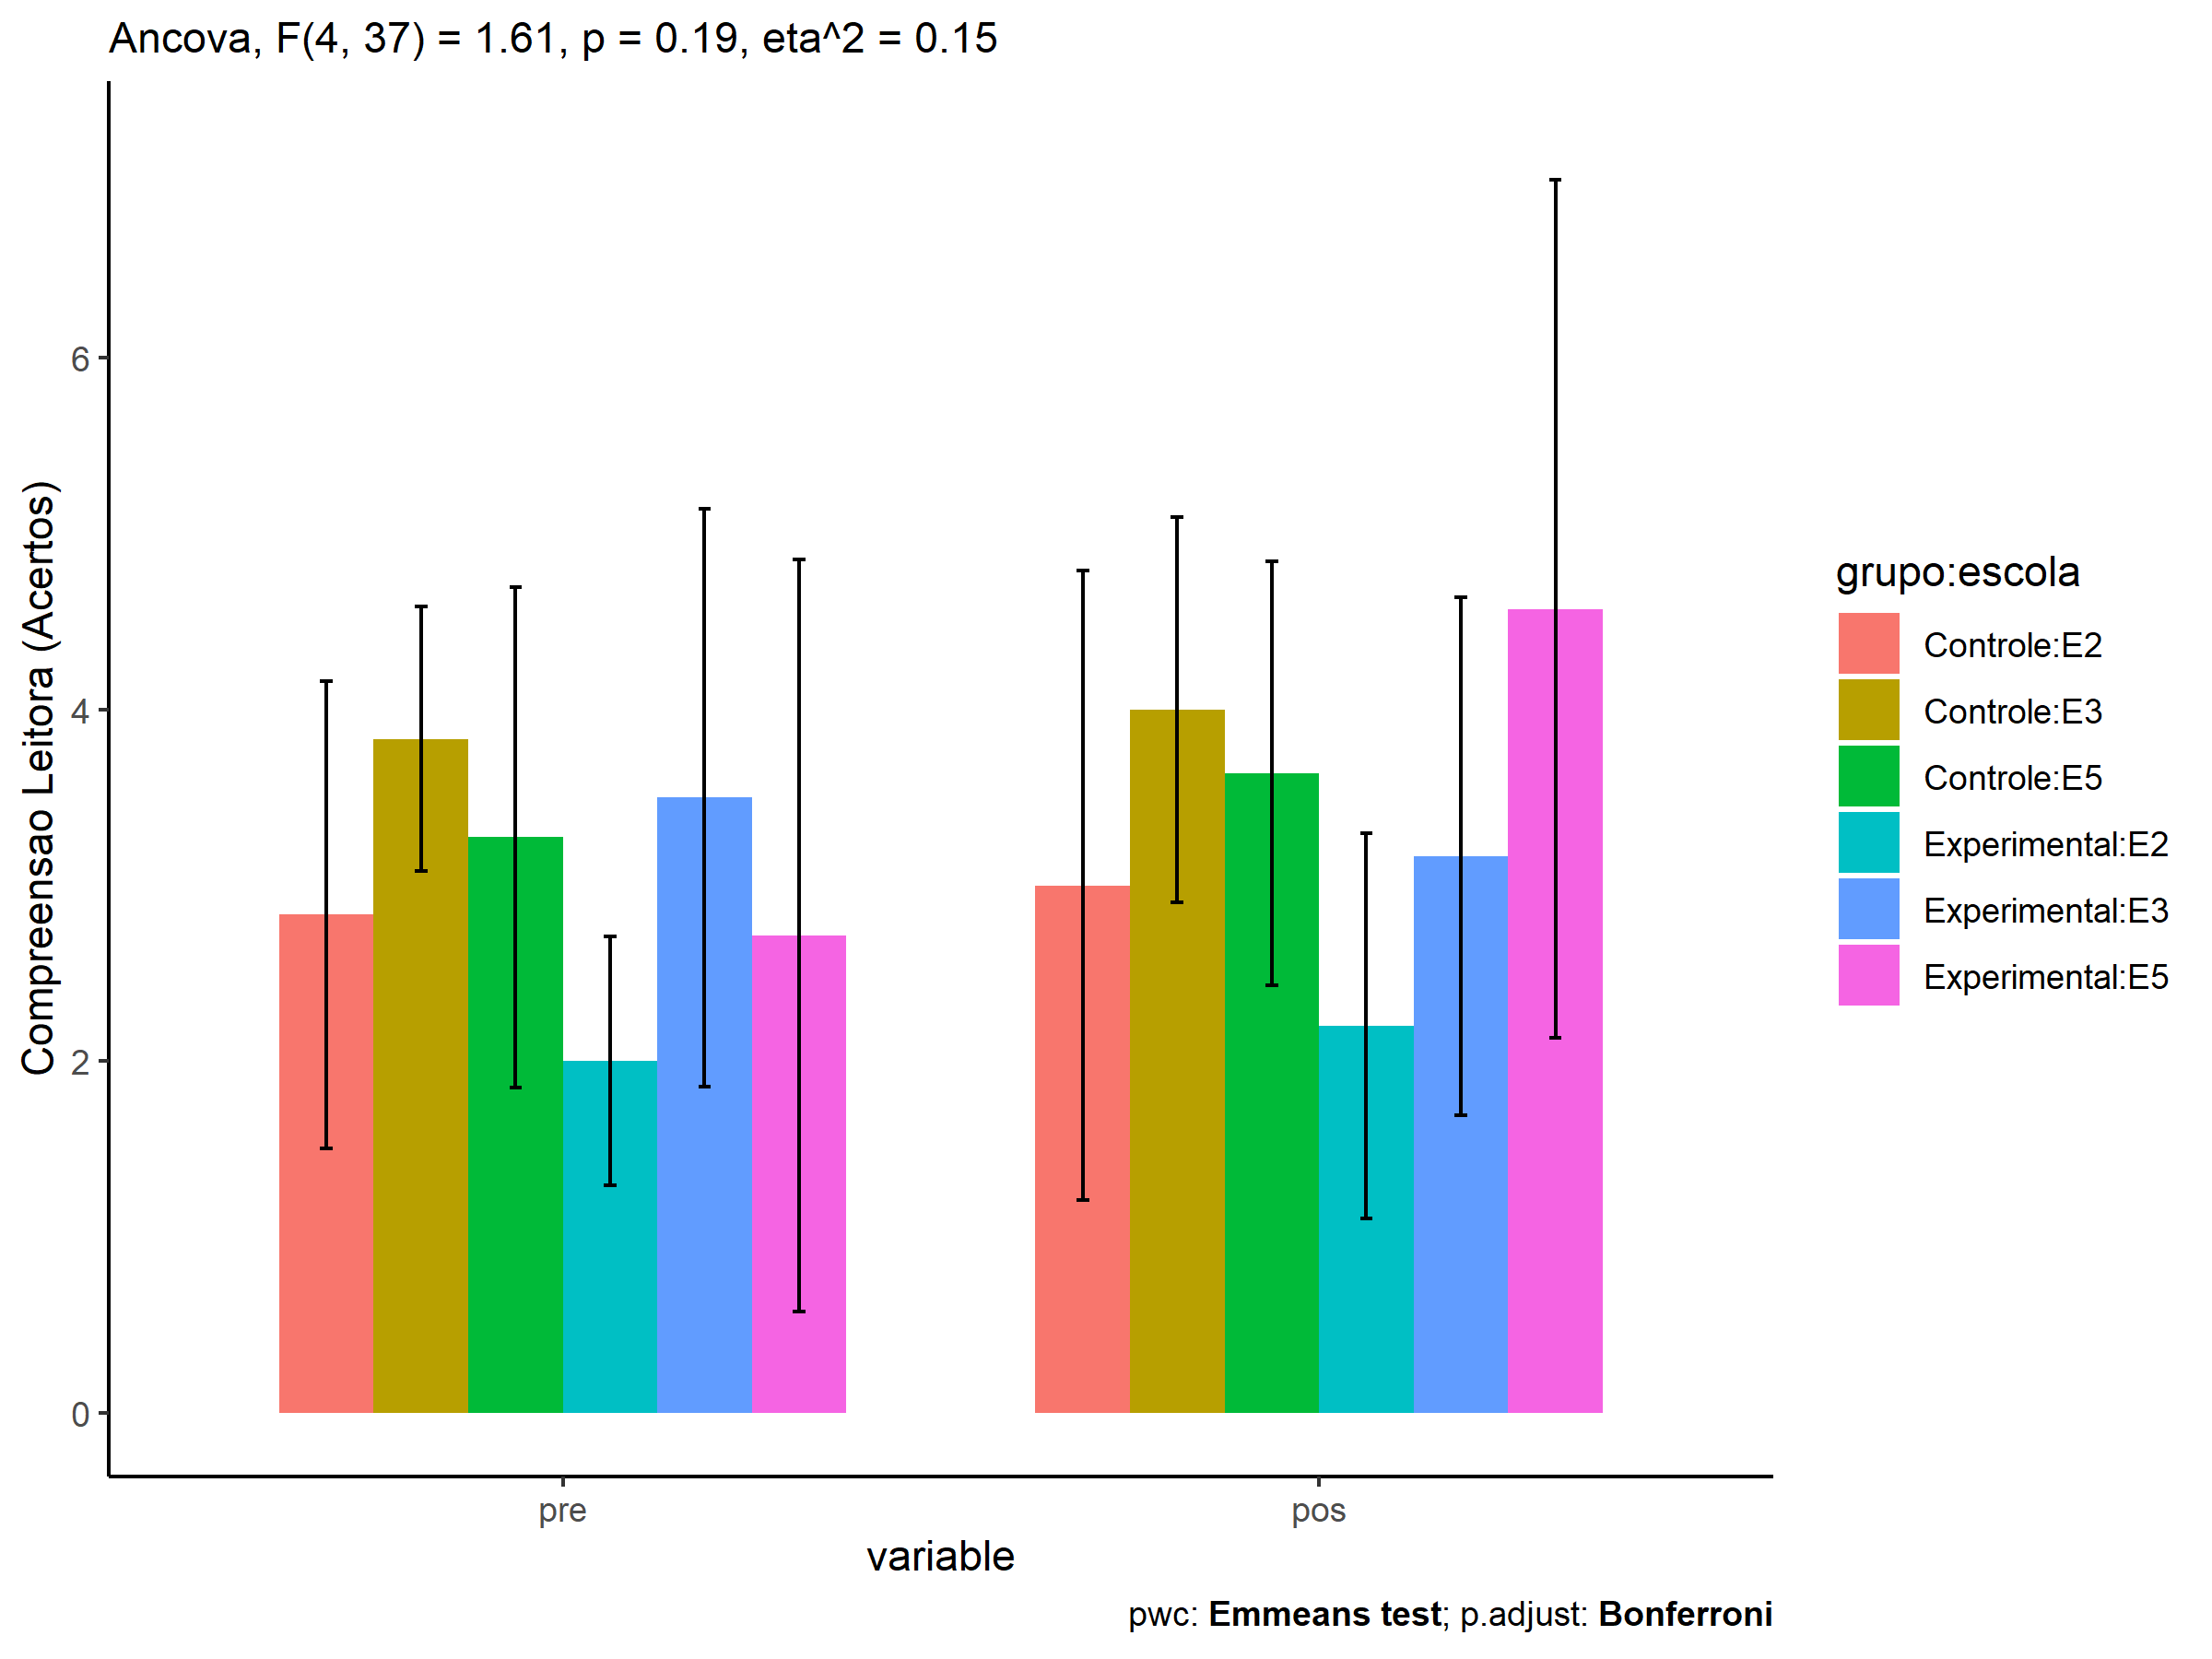 Ancova, F(4, 37) = 1.61, p = 0.19, eta^2 = 0.15
Compreensao Leitora (Acertos)
6
4
2
0
pre
pos
variable
grupo:escola
Controle:E2
Controle:E3
Controle:E5
Experimental:E2
Experimental:E3
Experimental:E5
pwc: Emmeans test; p.adjust: Bonferroni